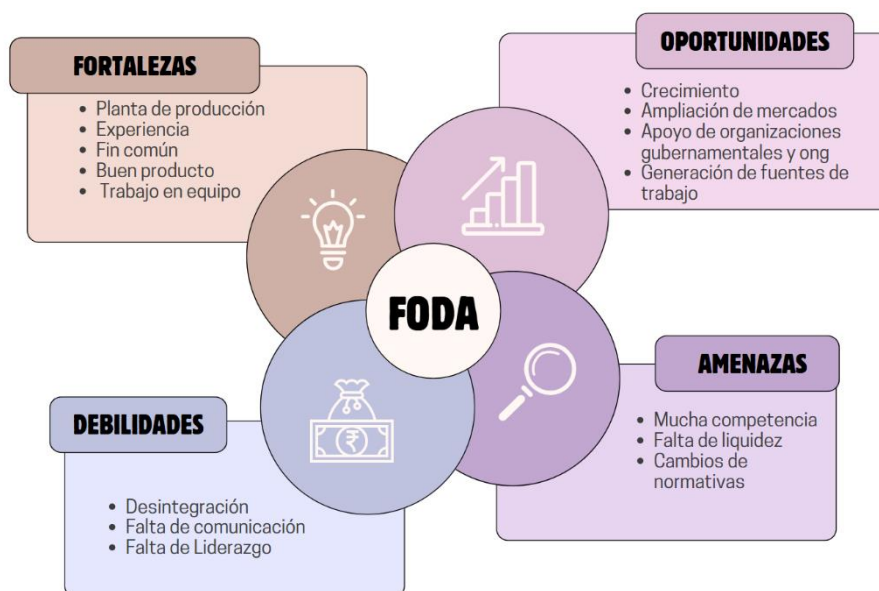 FORTALEZAS
• Planta de producción
• Experiencia
• Fin común
• Buen producto
• Trabajo en equipo
OPORTUNIDADES
• Crecimiento
• Ampliación de mercados
• Apoyo de organizaciones
gubernamentales y ong
• Generación de fuentes de
trabajo
FODA
DEBILIDADES
• Desintegración
• Falta de comunicación
• Falta de Liderazgo
₹
AMENAZAS
• Mucha competencia
• Falta de liquidez
• Cambios de
normativas